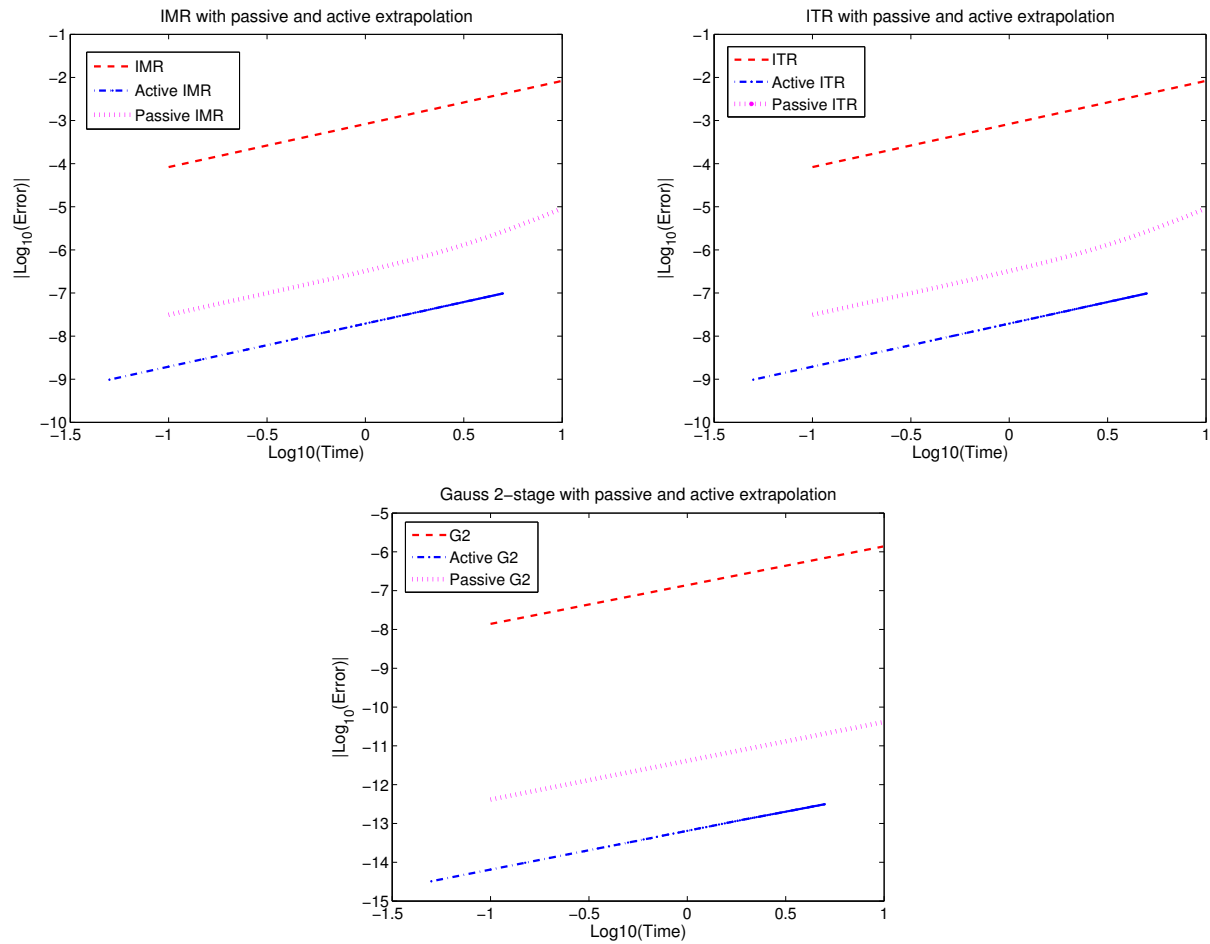 IMR with passive and active extrapolation
−1
−2
−3
−4
−5
−6
−7
−8
−9
−10
|Log10(Error)|
IMR
Active IMR
Passive IMR
−1.5
−1
−0.5
0
0.5
1
Log10(Time)
ITR with passive and active extrapolation
−1
−2
−3
−4
−5
−6
−7
−8
−9
−10
|Log10(Error)|
ITR
Active ITR
Passive ITR
−1.5
−1
−0.5
0
0.5
1
Log10(Time)
Gauss 2−stage with passive and active extrapolation
−5
−6
−7
−8
−9
−10
−11
−12
−13
−14
−15
|Log10(Error)|
G2
Active G2
Passive G2
−1.5
−1
−0.5
0
0.5
1
Log10(Time)